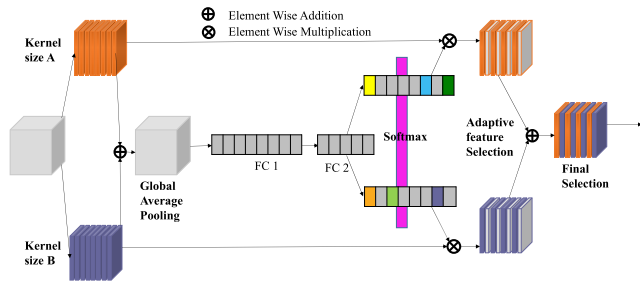 Element Wise Addition
Element Wise Multiplication
Kernel
size A
Softmax
Adaptive
feature
Selection
FC 1
FC 2
Global
Average
Pooling
Final
Selection
Kernel
size B